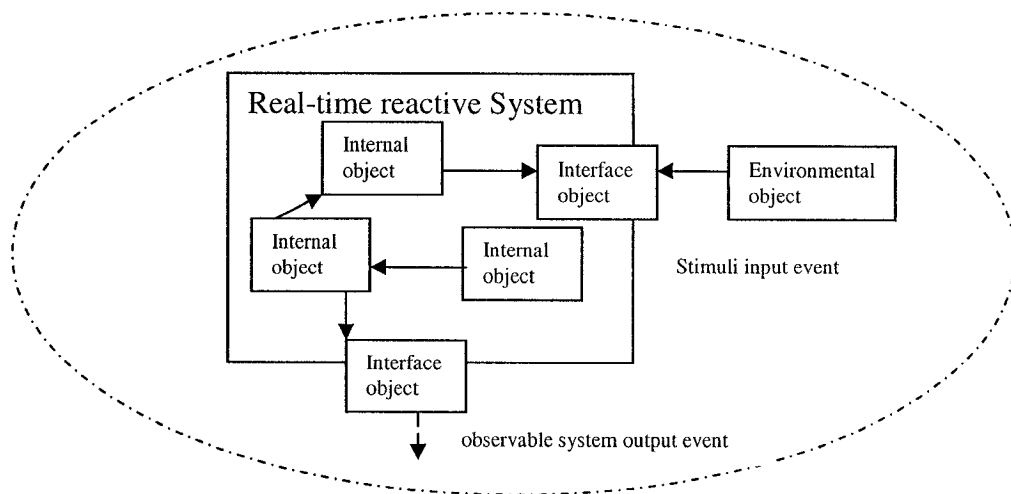 Real-time reactive System
Internal
object
Interface
object
Environmental
object
Internal
object
Internal
object
Stimuli input event
Interface
object
observable system output event